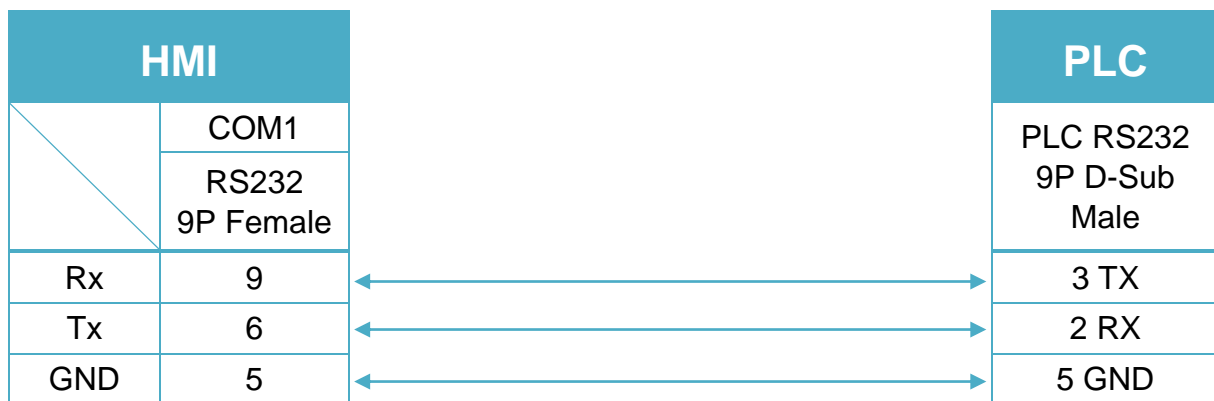 HMI
PLC
COM1
RS232
9P Female
PLC RS232
9P D-Sub
Male
Rx 9 3 TX
Tx 6 2 RX
GND 5 5 GND